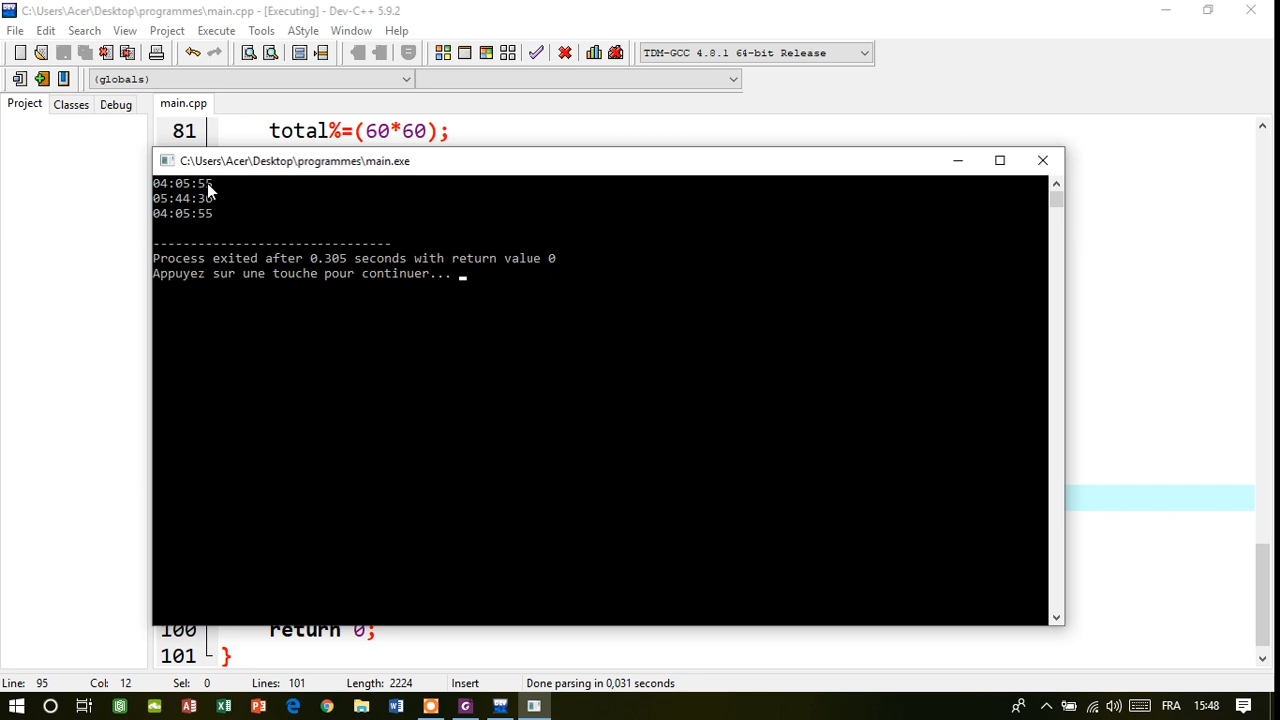 C:\Users\Acer\Desktop\programmes\main.cpp - [Executing] - Dev-C++ 5.9.2
File Edit Search View Project Execute Tools AStyle Window Help
TDM-GCC 4.8.1 64-bit Release
(globals)
Project Classes Debug main.cpp
81 total%=(60*60);
C:\Users\Acer\Desktop\programmes\main.exe
04:05:55
05:44:30
04:05:55
--------------------------------
Process exited after 0.305 seconds with return value 0
Appuyez sur une touche pour continuer...
100 return 0;
101 }
Line: 95 Col: 12 Sel: 0 Lines: 101 Length: 2224 Insert Done parsing in 0,031 seconds
FRA 15:48